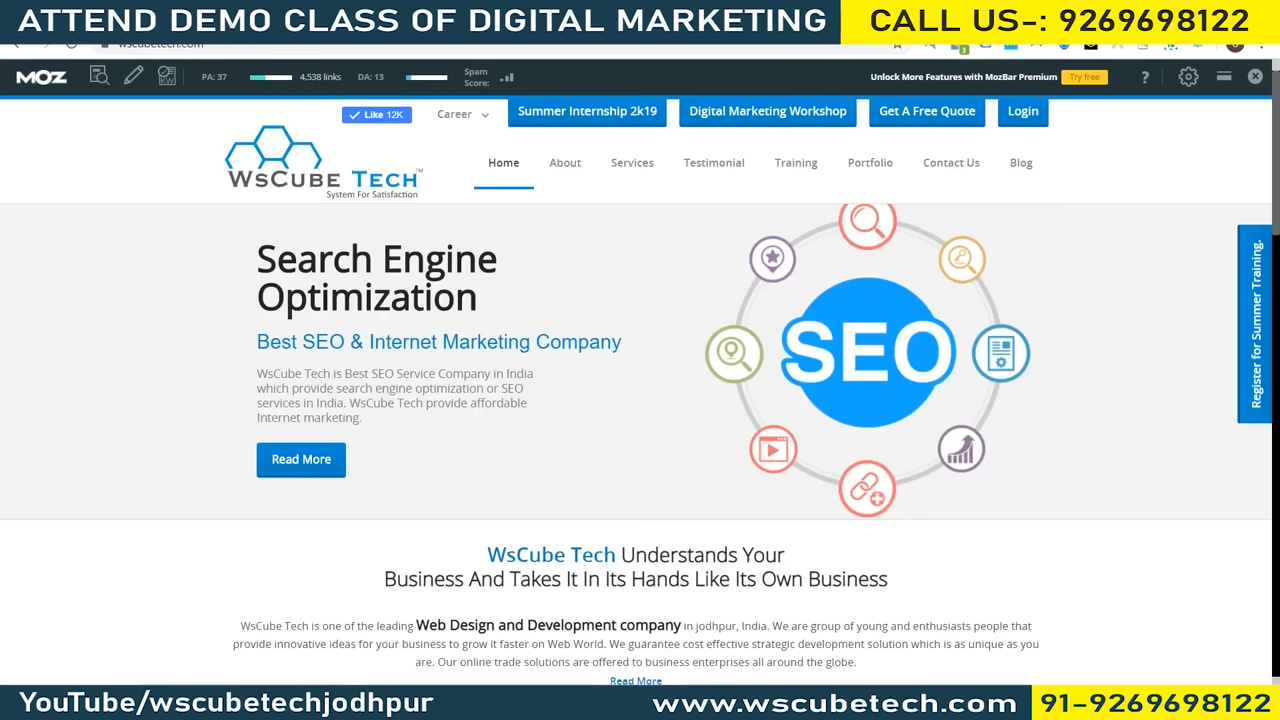 ATTEND DEMO CLASS OF DIGITAL MARKETING
CALL US-: 9269698122
wscubetech.com
MOZ
PA: 37
4,538 links
DA: 13
Spam
Score:
Unlock More Features with MozBar Premium
Try free
?
Like 12K
Career
Summer Internship 2k19
Digital Marketing Workshop
Get A Free Quote
Login
WsCube Tech™
System For Satisfaction
Home
About
Services
Testimonial
Training
Portfolio
Contact Us
Blog
Search Engine
Optimization
Best SEO & Internet Marketing Company
WsCube Tech is Best SEO Service Company in India
which provide search engine optimization or SEO
services in India. WsCube Tech provide affordable
Internet marketing.
Read More
SEO
Register for Summer Training.
WsCube Tech Understands Your
Business And Takes It In Its Hands Like Its Own Business
WsCube Tech is one of the leading Web Design and Development company in jodhpur, India. We are group of young and enthusiasts people that
provide innovative ideas for your business to grow it faster on Web World. We guarantee cost effective strategic development solution which is as unique as you
are. Our online trade solutions are offered to business enterprises all around the globe.
Read More
YouTube/wscubetechjodhpur
www.wscubetech.com
91-9269698122